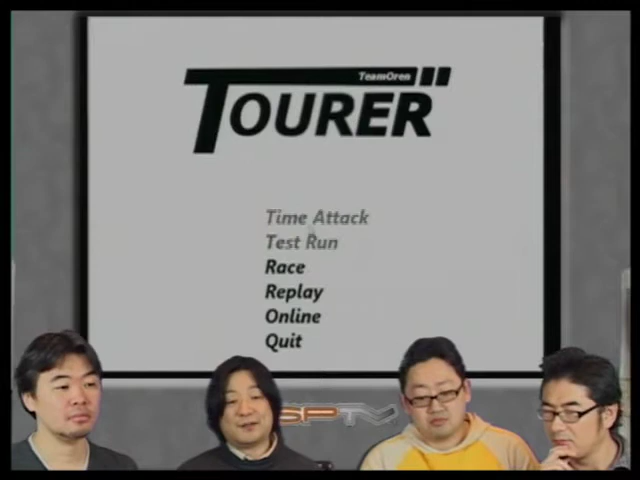 TeamOren
TOURER
Time Attack
Test Run
Race
Replay
Online
Quit
SPTV